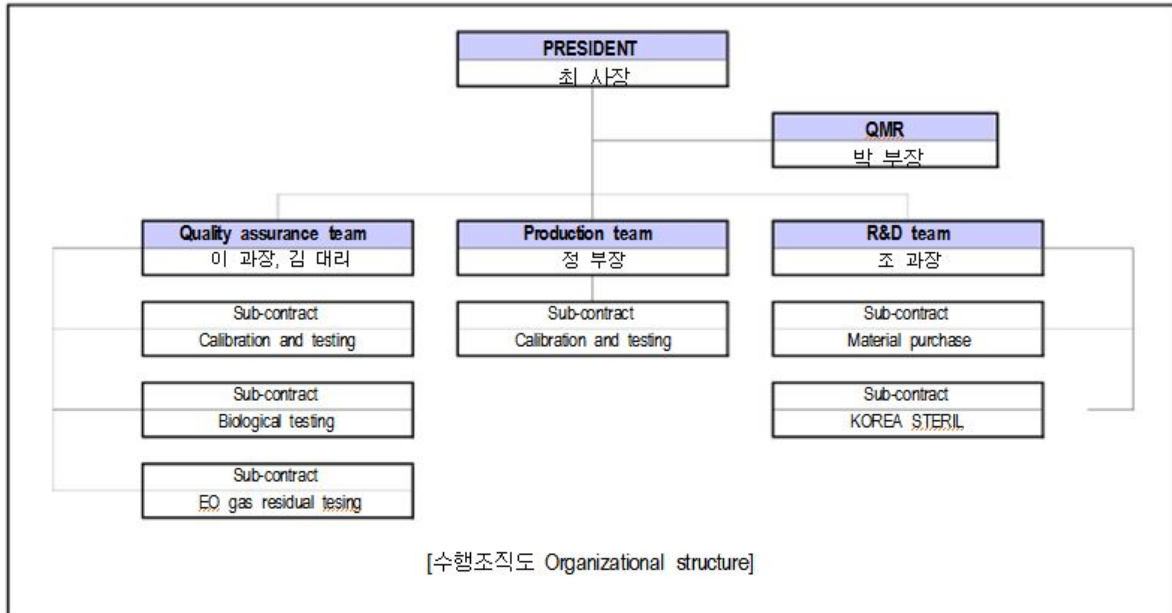 PRESIDENT
최 사장
QMR
박 부장
Quality assurance team
이 과장, 김 대리
Production team
정 부장
R&D team
조 과장
Sub-contract
Calibration and testing
Sub-contract
Calibration and testing
Sub-contract
Material purchase
Sub-contract
Biological testing
Sub-contract
KOREA STERIL
Sub-contract
EO gas residual tesing
[수행조직도 Organizational structure]